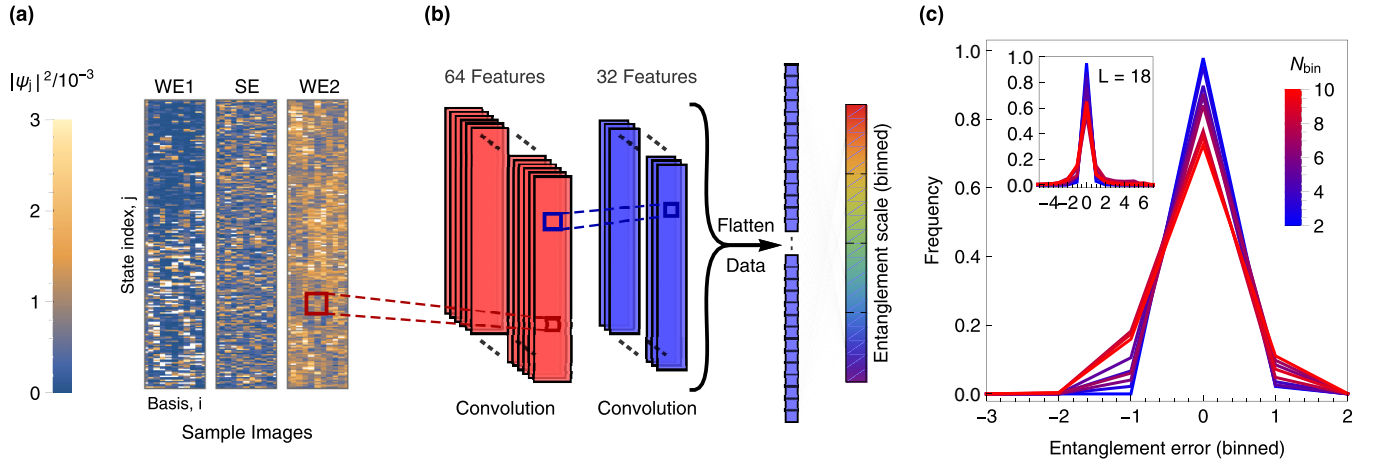 (a)
|ψj|²/10⁻³
3
2
1
0
WE1 SE WE2
State index, j
Basis, i
Sample Images
(b)
64 Features
32 Features
Convolution
Convolution
Flatten
Data
Entanglement scale (binned)
(c)
Frequency
1.0
0.8
0.6
0.4
0.2
0.0
-3 -2 -1 0 1 2
Entanglement error (binned)
L = 18
1.0
0.8
0.6
0.4
0.2
0.0
-4 -2 0 2 4 6
Nbin
10
8
6
4
2